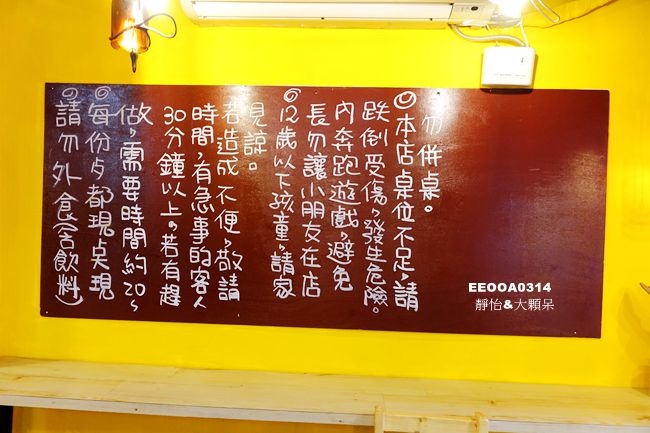 ◎請勿外食(含飲料)
◎每份歺都現点現
做,需要時間約20~
30分鐘以上。若有趕
時間,有急事的客人
若造成不便,敬請
見諒。
◎12歲以下孩童,請家
長勿讓小朋友在店
內奔跑遊戲,避免
跌倒受傷,發生危險。
◎本店桌位不足,請
勿併桌。
EEOOA0314
靜怡&大顆呆